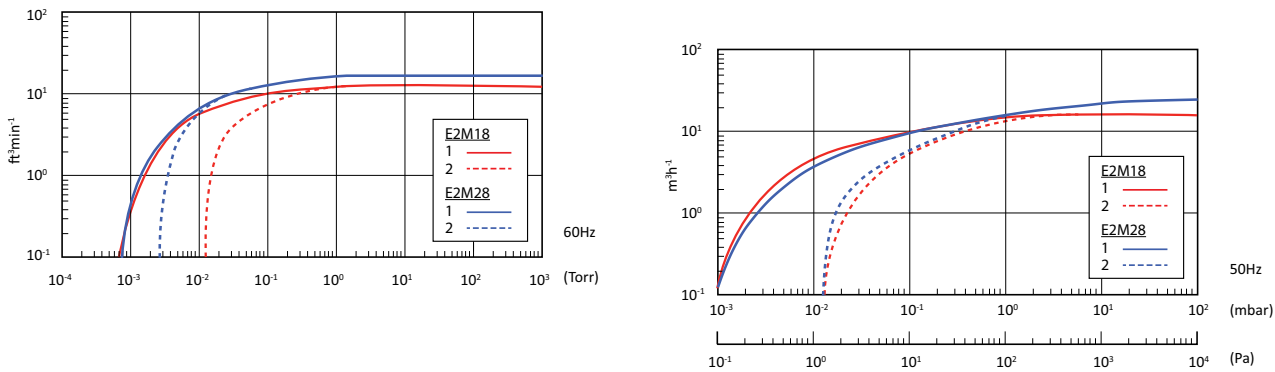 10²
10¹
10⁰
10⁻¹
ft³min⁻¹
10⁻⁴ 10⁻³ 10⁻² 10⁻¹ 10⁰ 10¹ 10² 10³ (Torr)
E2M18
1
2
E2M28
1
2
60Hz
10²
10¹
10⁰
10⁻¹
m³h⁻¹
E2M18
1
2
E2M28
1
2
50Hz
10⁻³ 10⁻² 10⁻¹ 10⁰ 10¹ 10² (mbar)
10⁻¹ 10⁰ 10¹ 10² 10³ 10⁴ (Pa)